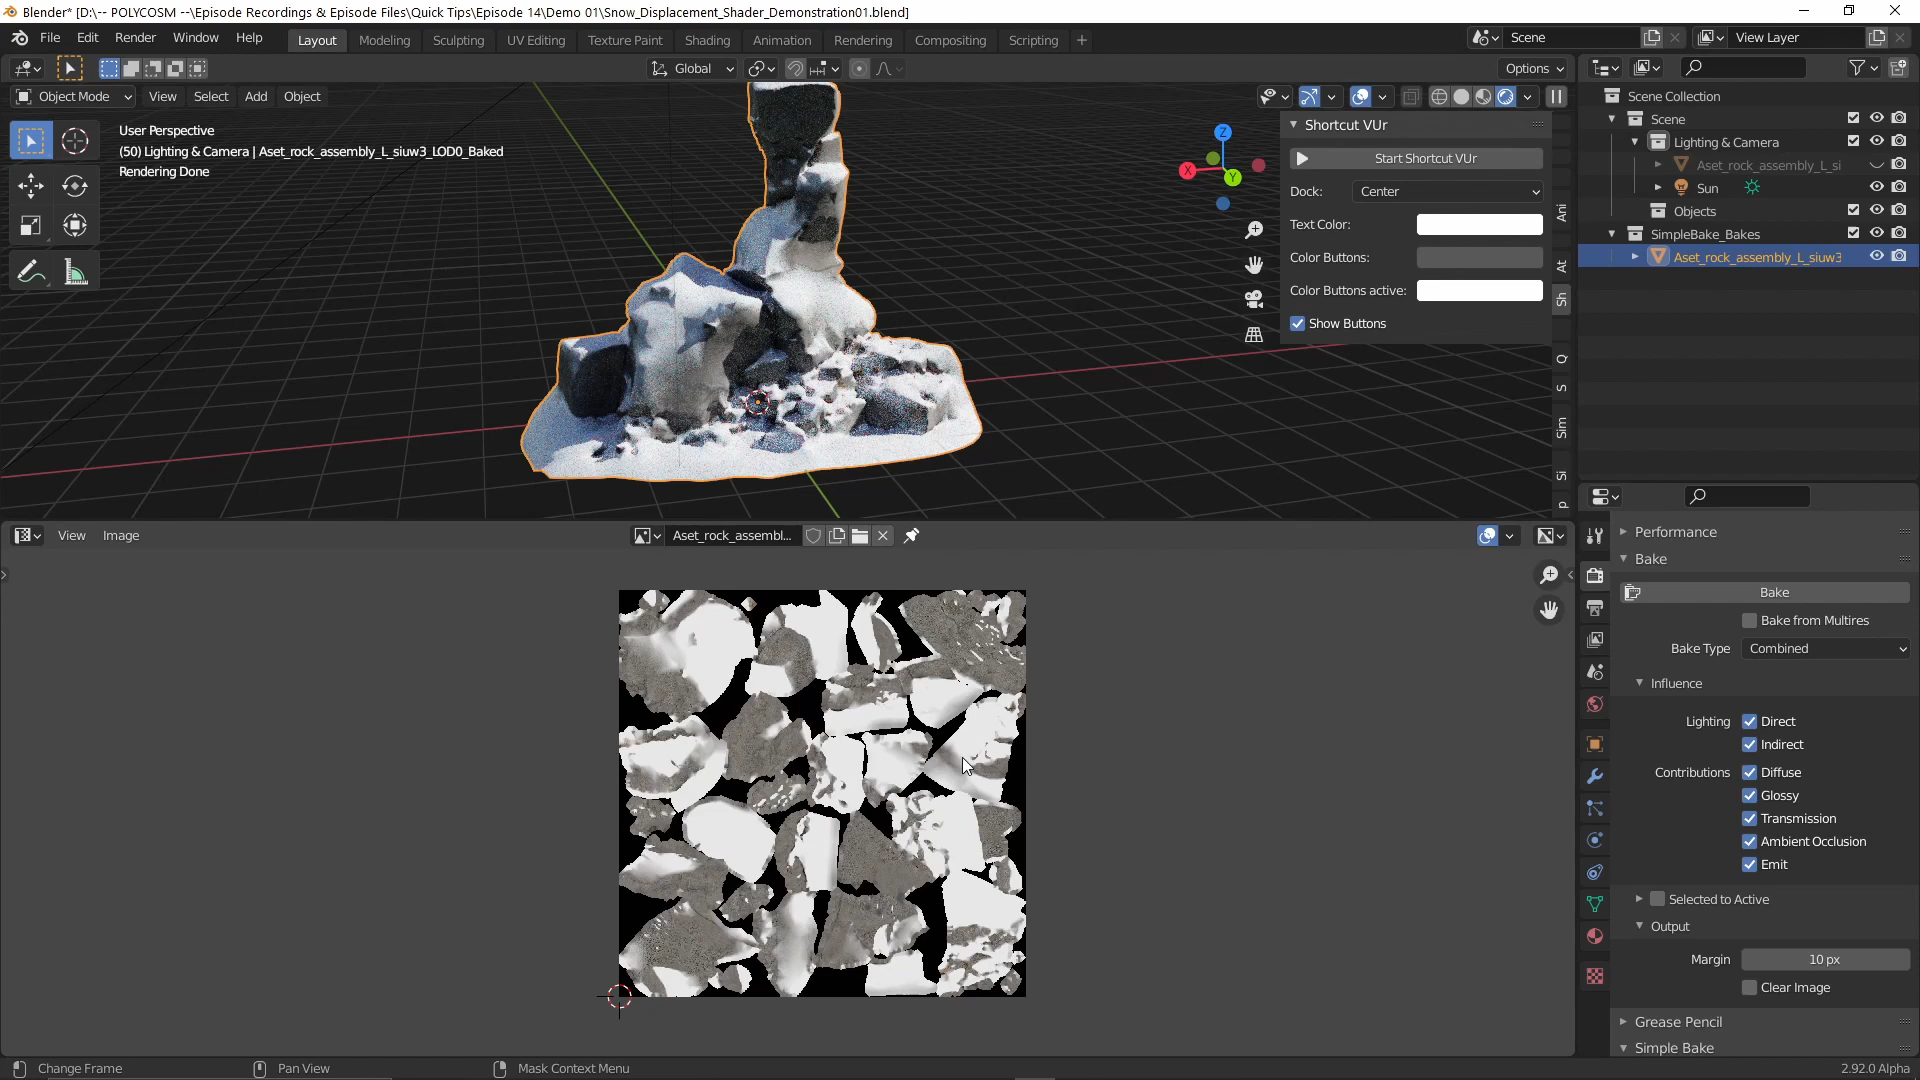 Blender* [D:\-- POLYCOSM --\Episode Recordings & Episode Files\Quick Tips\Episode 14\Demo 01\Snow_Displacement_Shader_Demonstration01.blend]
File Edit Render Window Help Layout Modeling Sculpting UV Editing Texture Paint Shading Animation Rendering Compositing Scripting + Scene View Layer
Global Options
Object Mode View Select Add Object
User Perspective
(50) Lighting & Camera | Aset_rock_assembly_L_siuw3_LOD0_Baked
Rendering Done
Z
X
Y
Shortcut VUr
Start Shortcut VUr
Dock: Center
Text Color:
Color Buttons:
Color Buttons active:
Show Buttons
Ani
At
Sh
Q
S
Sim
Si
p
Scene Collection
Scene
Lighting & Camera
Aset_rock_assembly_L_si
Sun
Objects
SimpleBake_Bakes
Aset_rock_assembly_L_siuw3
View Image Aset_rock_assembl...
Performance
Bake
Bake
Bake from Multires
Bake Type Combined
Influence
Lighting Direct
Indirect
Contributions Diffuse
Glossy
Transmission
Ambient Occlusion
Emit
Selected to Active
Output
Margin 10 px
Clear Image
Grease Pencil
Simple Bake
Change Frame Pan View Mask Context Menu 2.92.0 Alpha